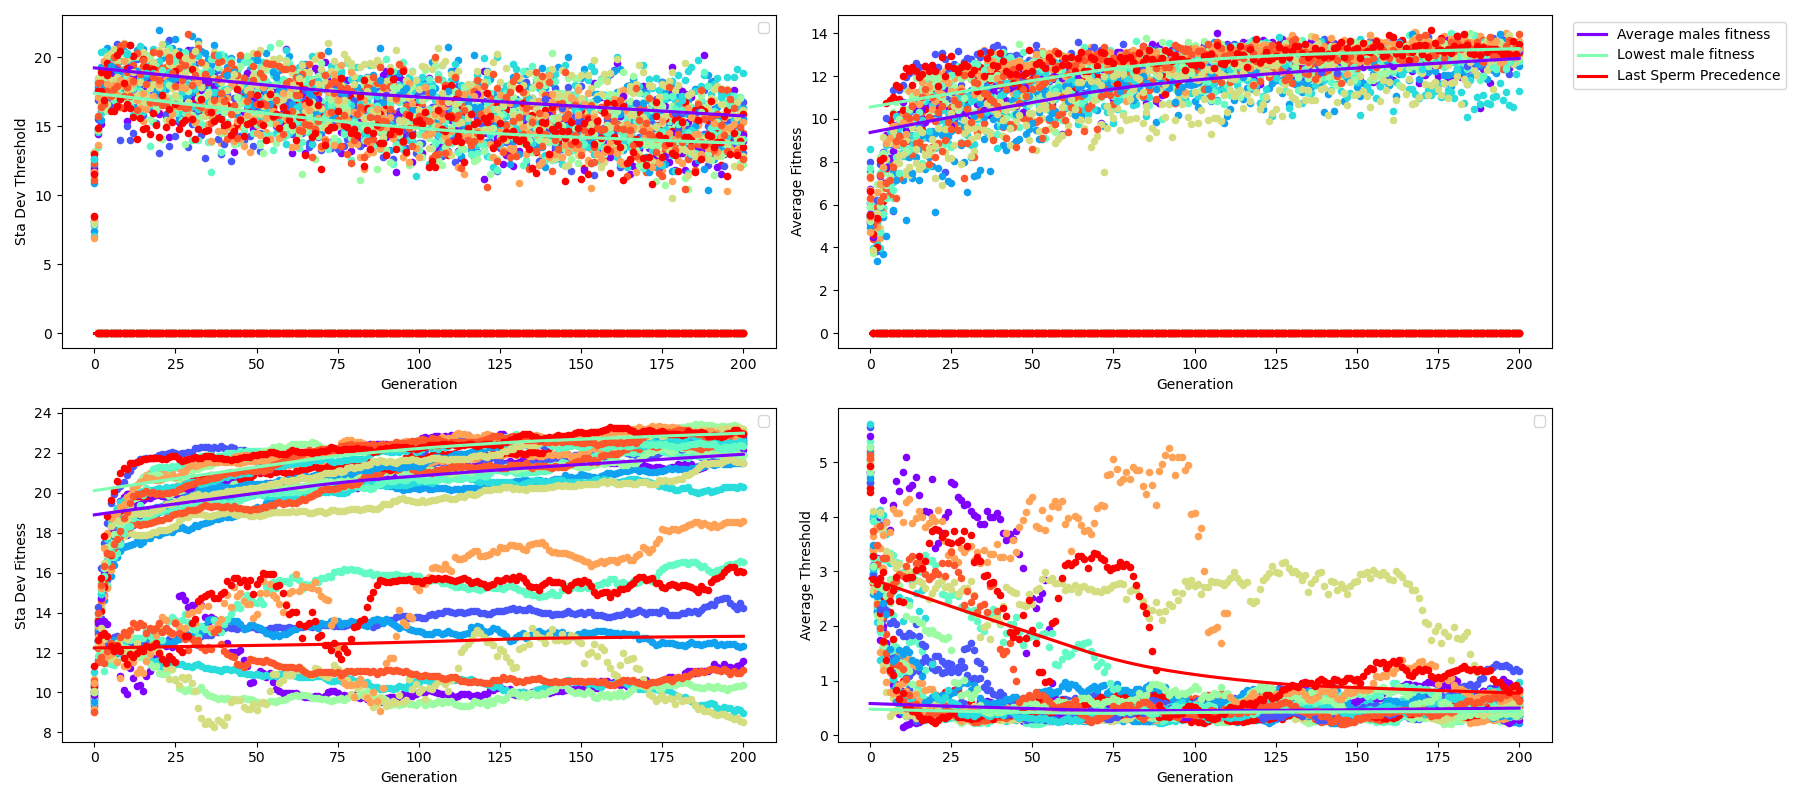 Sta Dev Threshold
20
15
10
5
0
0 25 50 75 100 125 150 175 200
Generation
Average Fitness
14
12
10
8
6
4
2
0
0 25 50 75 100 125 150 175 200
Generation
Average males fitness
Lowest male fitness
Last Sperm Precedence
Sta Dev Fitness
24
22
20
18
16
14
12
10
8
0 25 50 75 100 125 150 175 200
Generation
Average Threshold
5
4
3
2
1
0
0 25 50 75 100 125 150 175 200
Generation